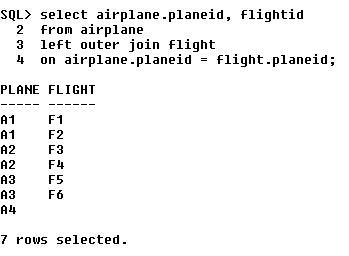 SQL> select airplane.planeid, flightid
2 from airplane
3 left outer join flight
4 on airplane.planeid = flight.planeid;
PLANE FLIGHT
----- ------
A1 F1
A1 F2
A2 F3
A2 F4
A3 F5
A3 F6
A4
7 rows selected.